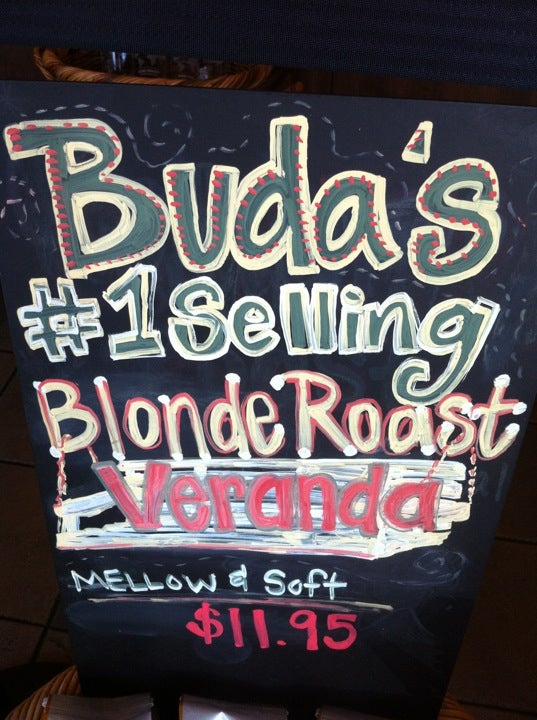 Buda's
#1 Selling
Blonde Roast
Veranda
MELLOW & Soft
$11.95